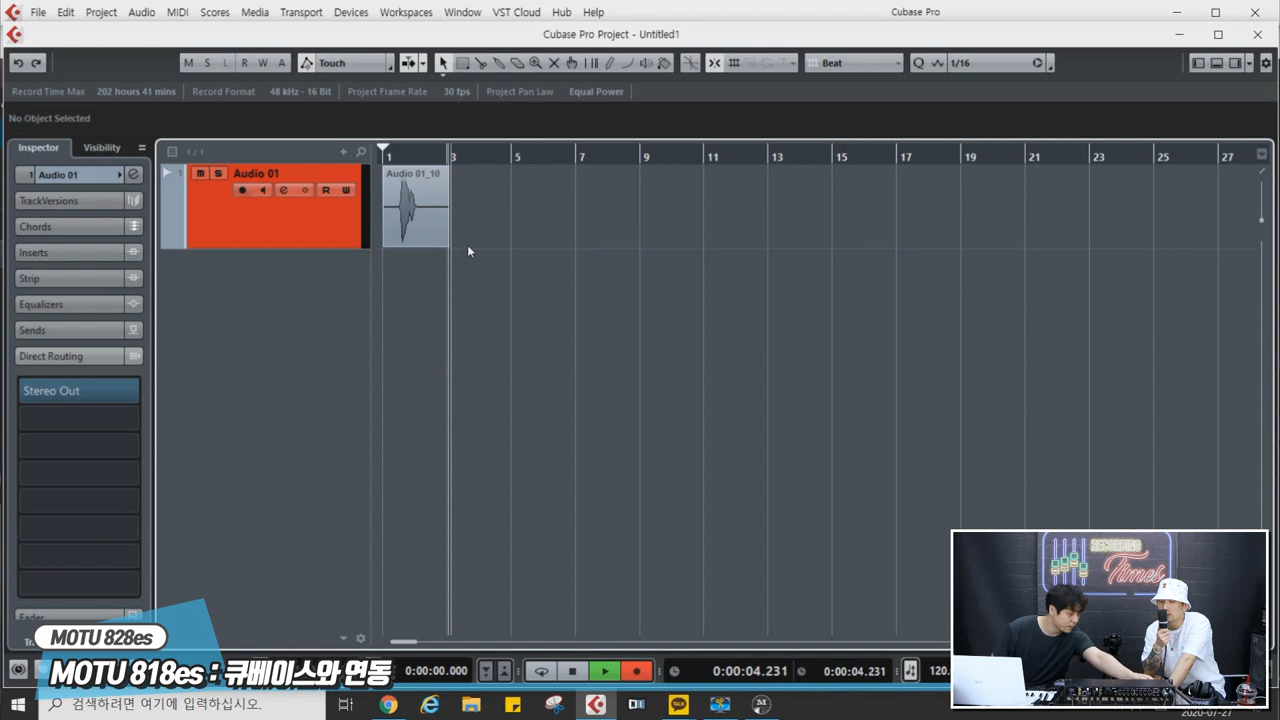 File Edit Project Audio MIDI Scores Media Transport Devices Workspaces Window VST Cloud Hub Help Cubase Pro
Cubase Pro Project - Untitled1
M S L R W A Touch Beat Q 1/16
Record Time Max 202 hours 41 mins Record Format 48 kHz - 16 Bit Project Frame Rate 30 fps Project Pan Law Equal Power
No Object Selected
Inspector Visibility 1 / 1 1 3 5 7 9 11 13 15 17 19 21 23 25 27
1 Audio 01 1 m S Audio 01 Audio 01_10
R W
TrackVersions
Chords
Inserts
Strip
Equalizers
Sends
Direct Routing
Stereo Out
RECORDING
Times
MOTU 828es
MOTU 818es : 큐베이스와 연동
0:00:00.000 0:00:04.231 0:00:04.231 120.
검색하려면 여기에 입력하십시오. TALK M
2020-07-27